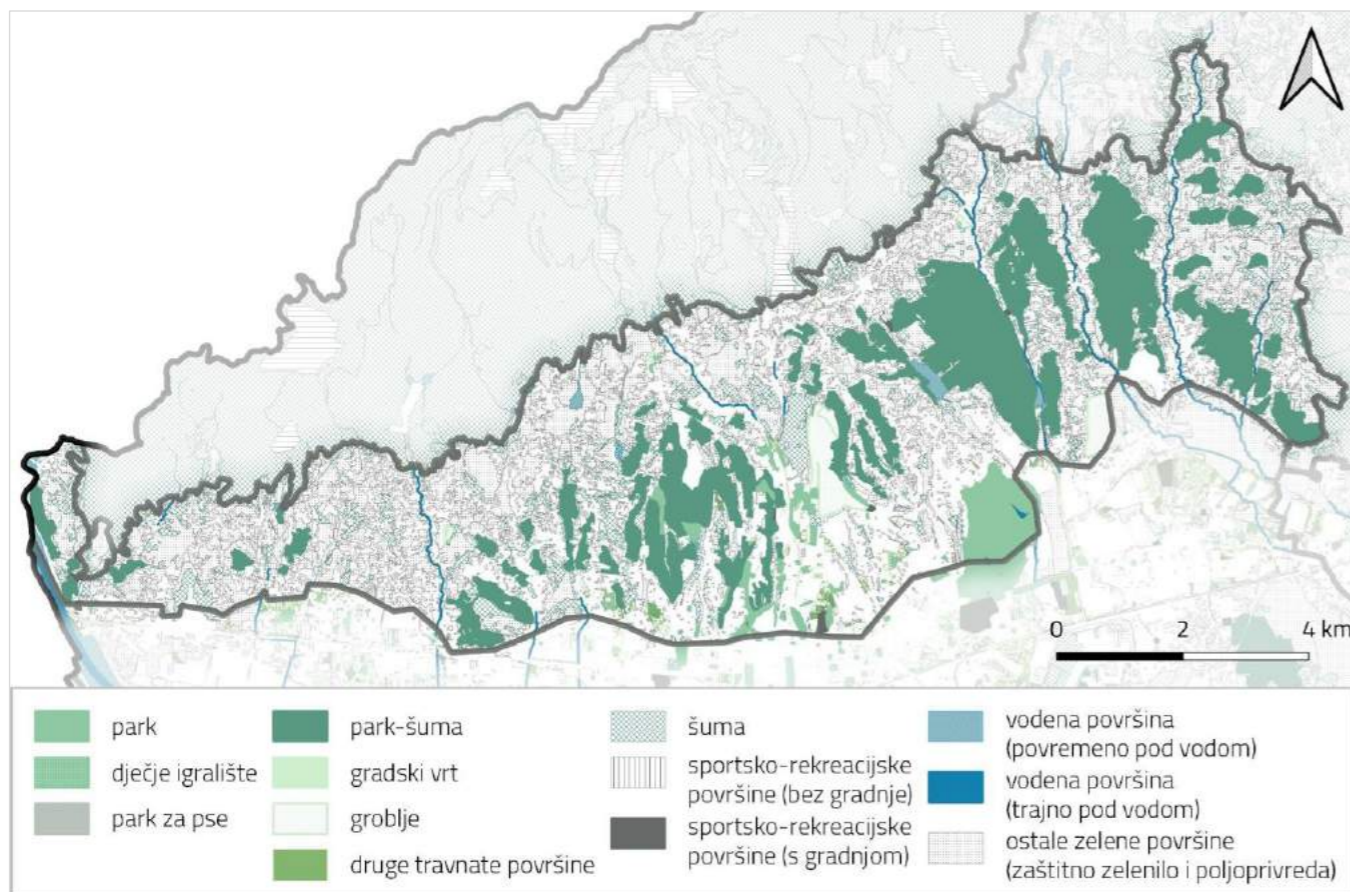 0 2 4 km
park
dječje igralište
park za pse
park-šuma
gradski vrt
groblje
druge travnate površine
šuma
sportsko-rekreacijske
površine (bez gradnje)
sportsko-rekreacijske
površine (s gradnjom)
vodena površina
(povremeno pod vodom)
vodena površina
(trajno pod vodom)
ostale zelene površine
(zaštitno zelenilo i poljoprivreda)